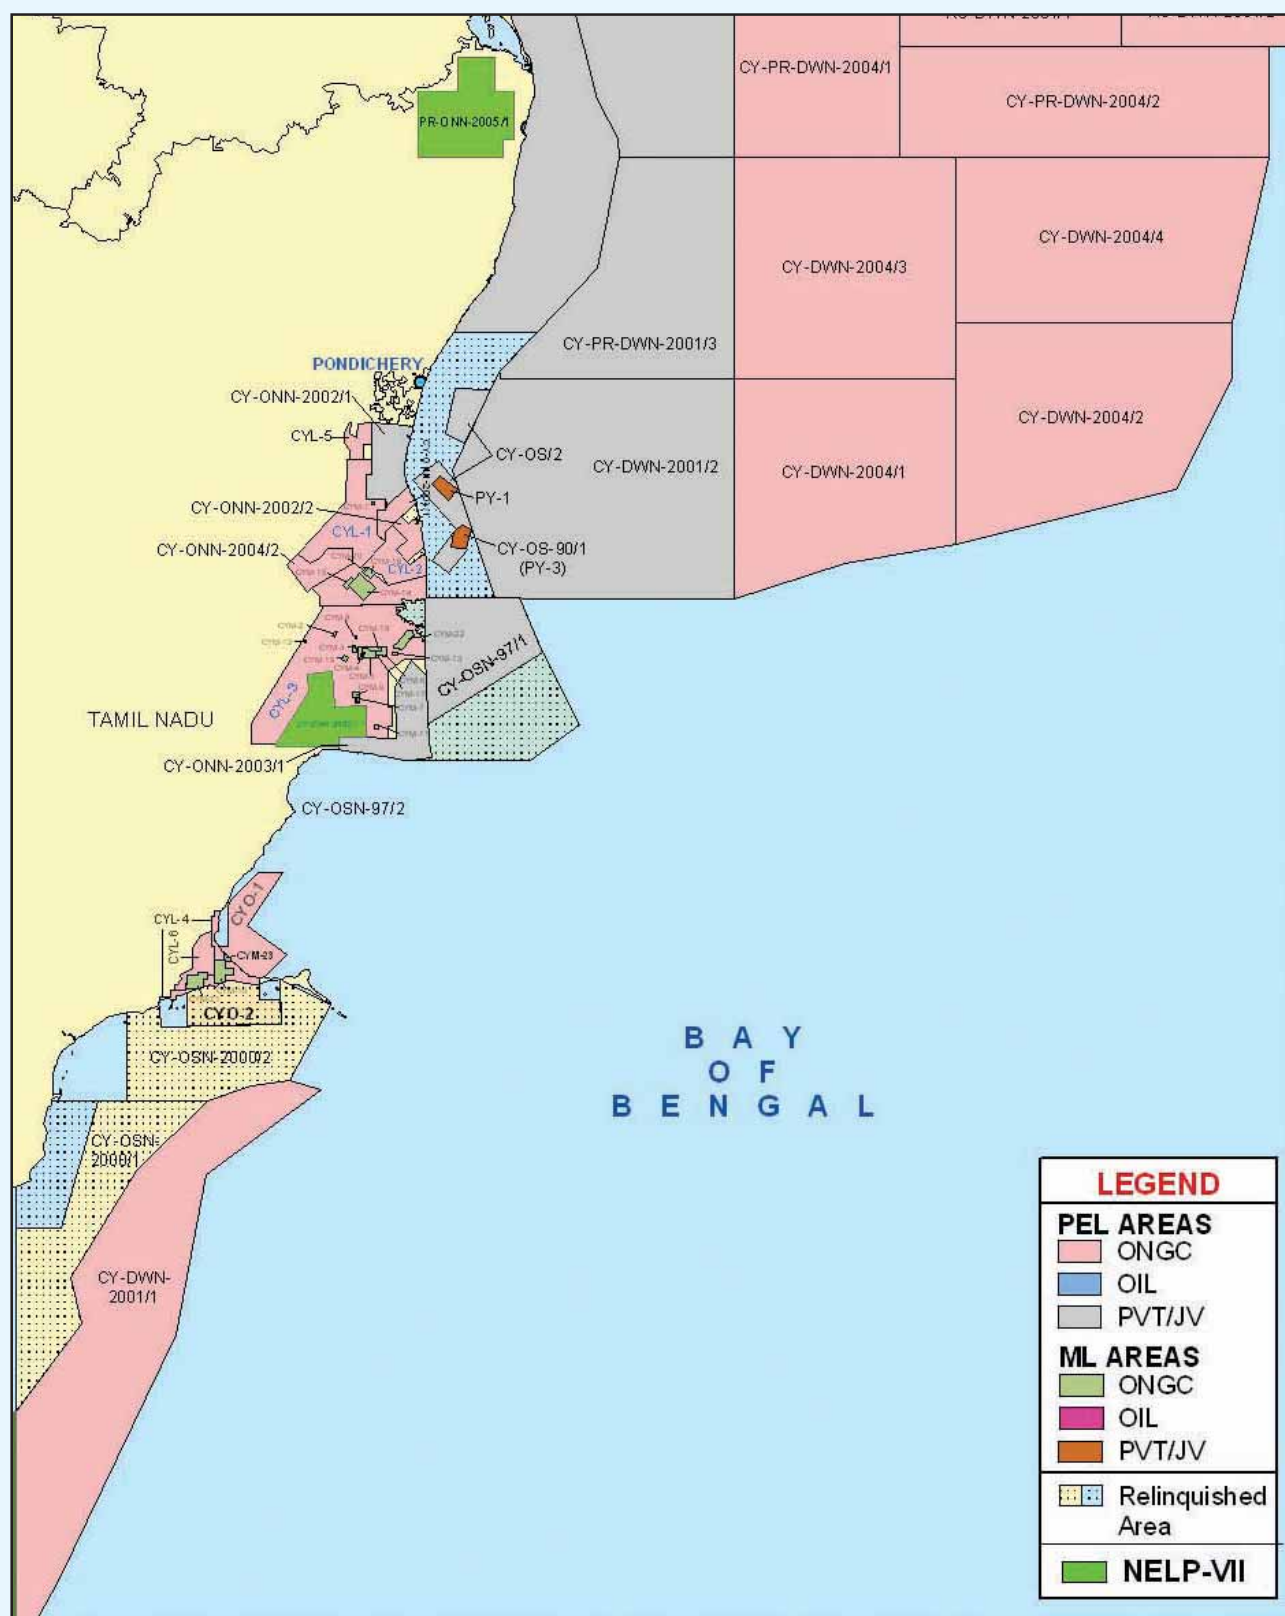 CY-PR-DWN-2004/1
CY-PR-DWN-2004/2
PR-ONN-2005/1
CY-DWN-2004/4
CY-DWN-2004/3
CY-PR-DWN-2001/3
PONDICHERY
CY-ONN-2002/1
CY-DWN-2004/2
CYL-5
CY-OS/2
CY-DWN-2001/2
CY-DWN-2004/1
PY-1
CY-ONN-2002/2
CYL-1
CY-ONN-2004/2
CY-OS-90/1
(PY-3)
CYL-2
CY-OSN-97/1
CYL-3
TAMIL NADU
CY-ONN-2003/1
CY-OSN-97/2
CYO-1
CYL-4
CYL-6
CYM-23
CYO-2
CY-OSN-2000/2
BAY
OF
BENGAL
CY-OSN-
2000/1
CY-DWN-
2001/1
LEGEND
PEL AREAS
ONGC
OIL
PVT/JV
ML AREAS
ONGC
OIL
PVT/JV
Relinquished
Area
NELP-VII